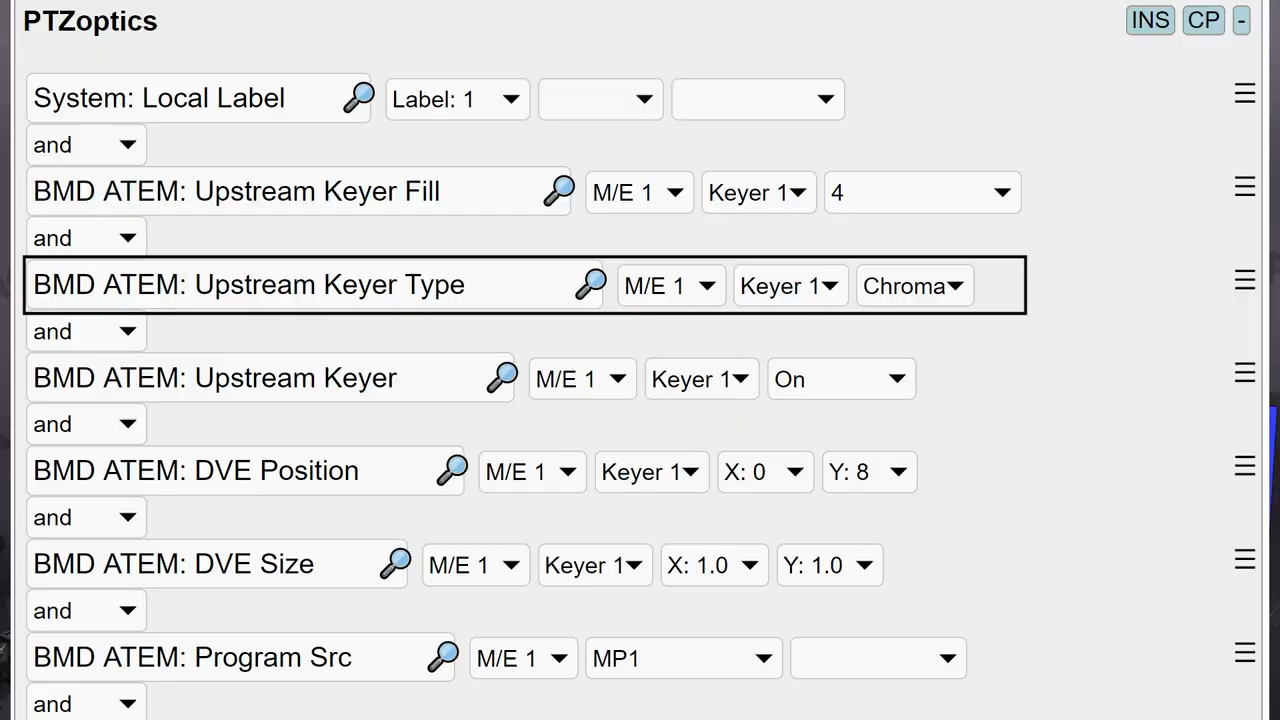 PTZoptics INS CP -
System: Local Label Label: 1
and
BMD ATEM: Upstream Keyer Fill M/E 1 Keyer 1 4
and
BMD ATEM: Upstream Keyer Type M/E 1 Keyer 1 Chroma
and
BMD ATEM: Upstream Keyer M/E 1 Keyer 1 On
and
BMD ATEM: DVE Position M/E 1 Keyer 1 X: 0 Y: 8
and
BMD ATEM: DVE Size M/E 1 Keyer 1 X: 1.0 Y: 1.0
and
BMD ATEM: Program Src M/E 1 MP1
and